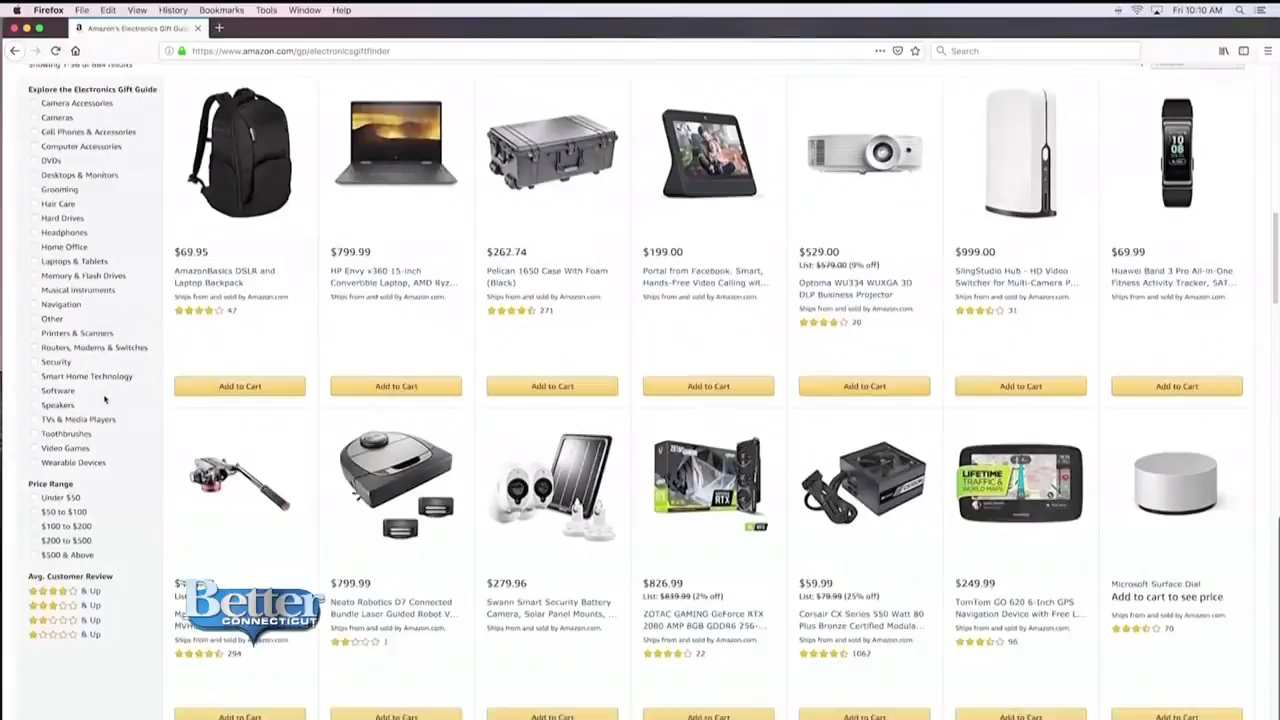 Firefox File Edit View History Bookmarks Tools Window Help
Fri 10:10 AM
Amazon's Electronics Gift Guid
https://www.amazon.com/gp/electronicsgiftfinder
Search
Explore the Electronics Gift Guide
Camera Accessories
Cameras
Cell Phones & Accessories
Computer Accessories
DVDs
Desktops & Monitors
Grooming
Hair Care
Hard Drives
Headphones
Home Office
Laptops & Tablets
Memory & Flash Drives
Musical Instruments
Navigation
Other
Printers & Scanners
Routers, Modems & Switches
Security
Smart Home Technology
Software
Speakers
TVs & Media Players
Toothbrushes
Video Games
Wearable Devices
Price Range
Under $50
$50 to $100
$100 to $200
$200 to $500
$500 & Above
Avg. Customer Review
& Up
& Up
& Up
& Up
$69.95
AmazonBasics DSLR and
Laptop Backpack
Ships from and sold by Amazon.com
47
Add to Cart
$799.99
HP Envy x360 15-inch
Convertible Laptop, AMD Ryz...
Ships from and sold by Amazon.com.
Add to Cart
$262.74
Pelican 1650 Case With Foam
(Black)
Ships from and sold by Amazon.com.
271
Add to Cart
$199.00
Portal from Facebook. Smart,
Hands-Free Video Calling wit...
Ships from and sold by Amazon.com.
Add to Cart
$529.00
List: $579.00 (9% off)
Optoma WU334 WUXGA 3D
DLP Business Projector
Ships from and sold by Amazon.com.
20
Add to Cart
$999.00
SlingStudio Hub - HD Video
Switcher for Multi-Camera P...
Ships from and sold by Amazon.com.
31
Add to Cart
$69.99
Huawei Band 3 Pro All-in-One
Fitness Activity Tracker, 5AT...
Ships from and sold by Amazon.com.
Add to Cart
Better
CONNECTICUT
Ships from and sold by Amazon.com.
294
Add to Cart
$799.99
Neato Robotics D7 Connected
Bundle Laser Guided Robot V...
Ships from and sold by Amazon.com.
1
Add to Cart
$279.96
Swann Smart Security Battery
Camera, Solar Panel Mounts, ...
Ships from and sold by Amazon.com.
Add to Cart
$826.99
List: $839.99 (2% off)
ZOTAC GAMING GeForce RTX
2080 AMP 8GB GDDR6 256-...
Ships from and sold by Amazon.com.
22
Add to Cart
$59.99
List: $79.99 (25% off)
Corsair CX Series 550 Watt 80
Plus Bronze Certified Modula...
Ships from and sold by Amazon.com.
1062
Add to Cart
LIFETIME
TRAFFIC &
WORLD MAPS
$249.99
TomTom GO 620 6-Inch GPS
Navigation Device with Free L...
Ships from and sold by Amazon.com.
96
Add to Cart
Microsoft Surface Dial
Add to cart to see price
Ships from and sold by Amazon.com.
70
Add to Cart